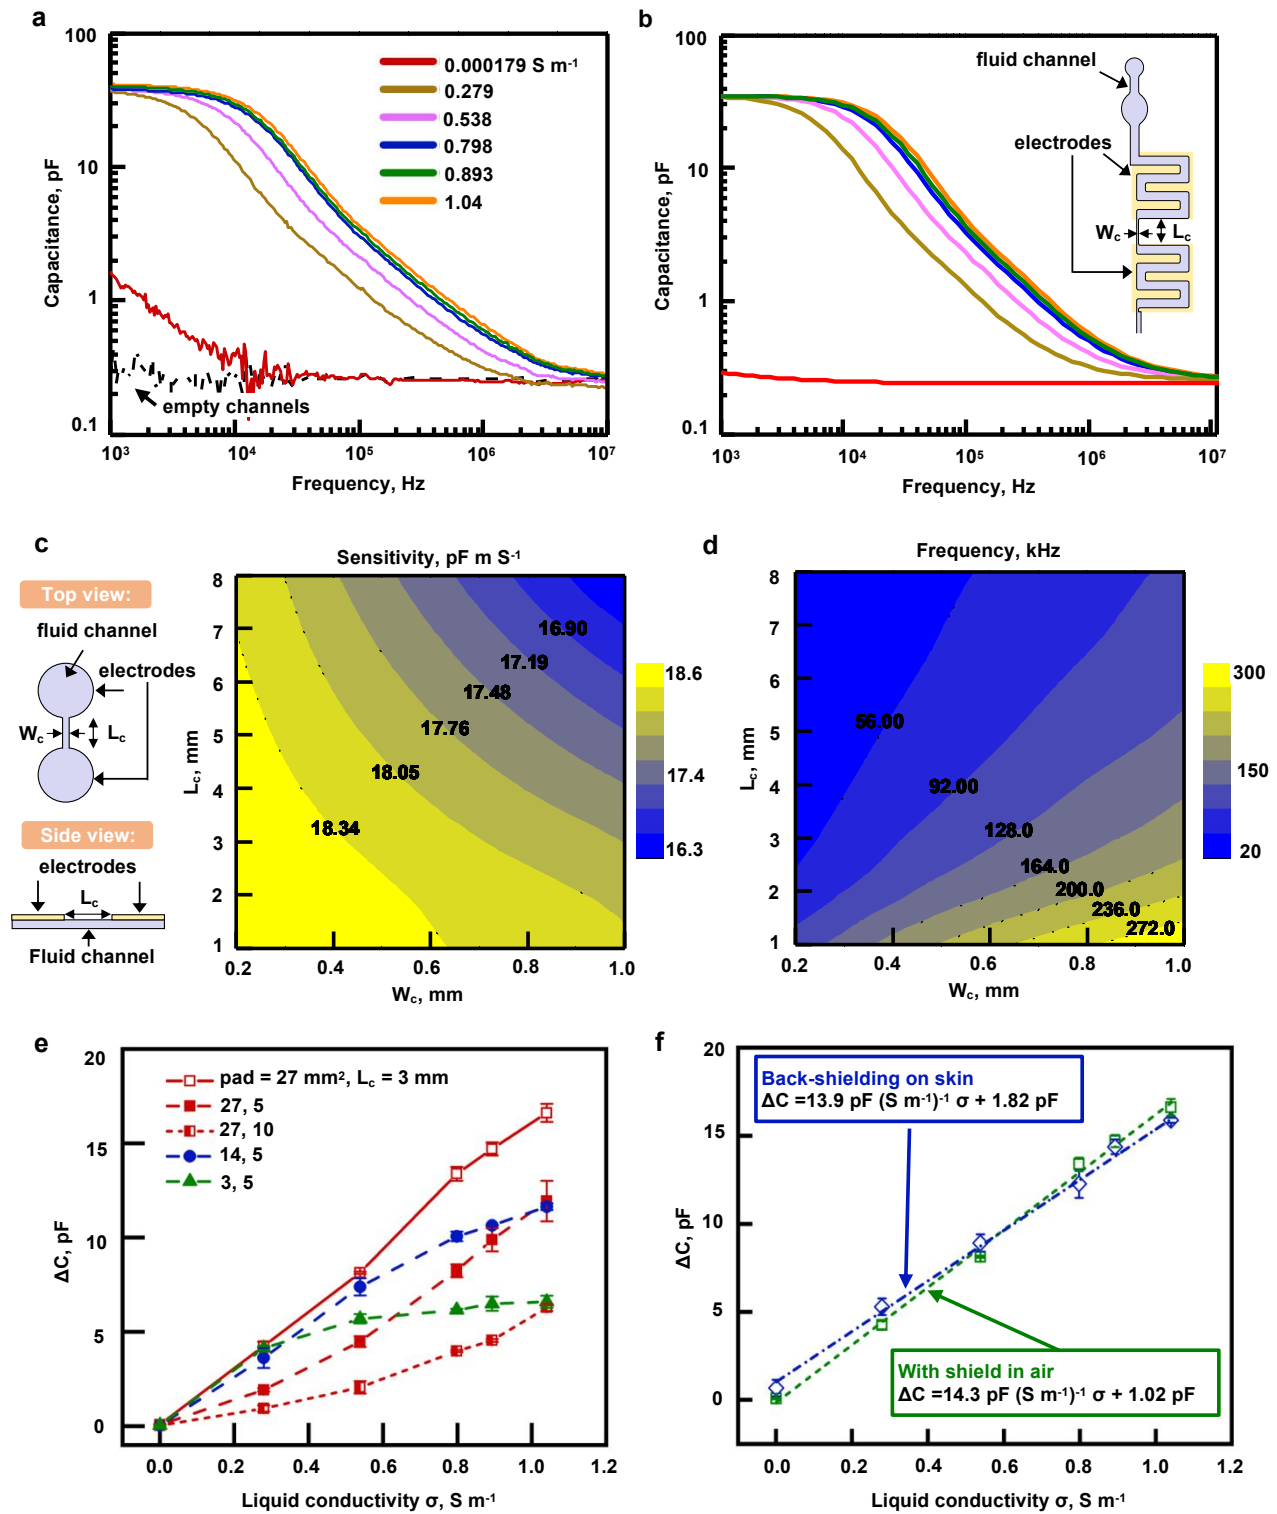 a
100
10
1
0.1
Capacitance, pF
0.000179 S m⁻¹
0.279
0.538
0.798
0.893
1.04
empty channels
10³
10⁴
10⁵
10⁶
10⁷
Frequency, Hz
b
100
10
1
0.1
Capacitance, pF
fluid channel
electrodes
W_c
L_c
10³
10⁴
10⁵
10⁶
10⁷
Frequency, Hz
c
Top view:
fluid channel
electrodes
W_c
L_c
Side view:
electrodes
L_c
Fluid channel
Sensitivity, pF m S⁻¹
8
7
6
5
4
3
2
1
L_c, mm
16.90
17.19
17.48
17.76
18.05
18.34
0.2
0.4
0.6
0.8
1.0
W_c, mm
18.6
17.4
16.3
d
Frequency, kHz
8
7
6
5
4
3
2
1
L_c, mm
56.00
92.00
128.0
164.0
200.0
236.0
272.0
0.2
0.4
0.6
0.8
1.0
W_c, mm
300
150
20
e
20
15
10
5
0
ΔC, pF
pad = 27 mm², L_c = 3 mm
27, 5
27, 10
14, 5
3, 5
0.0
0.2
0.4
0.6
0.8
1.0
1.2
Liquid conductivity σ, S m⁻¹
f
20
15
10
5
0
ΔC, pF
Back-shielding on skin
ΔC =13.9 pF (S m⁻¹)⁻¹ σ + 1.82 pF
With shield in air
ΔC =14.3 pF (S m⁻¹)⁻¹ σ + 1.02 pF
0.0
0.2
0.4
0.6
0.8
1.0
1.2
Liquid conductivity σ, S m⁻¹